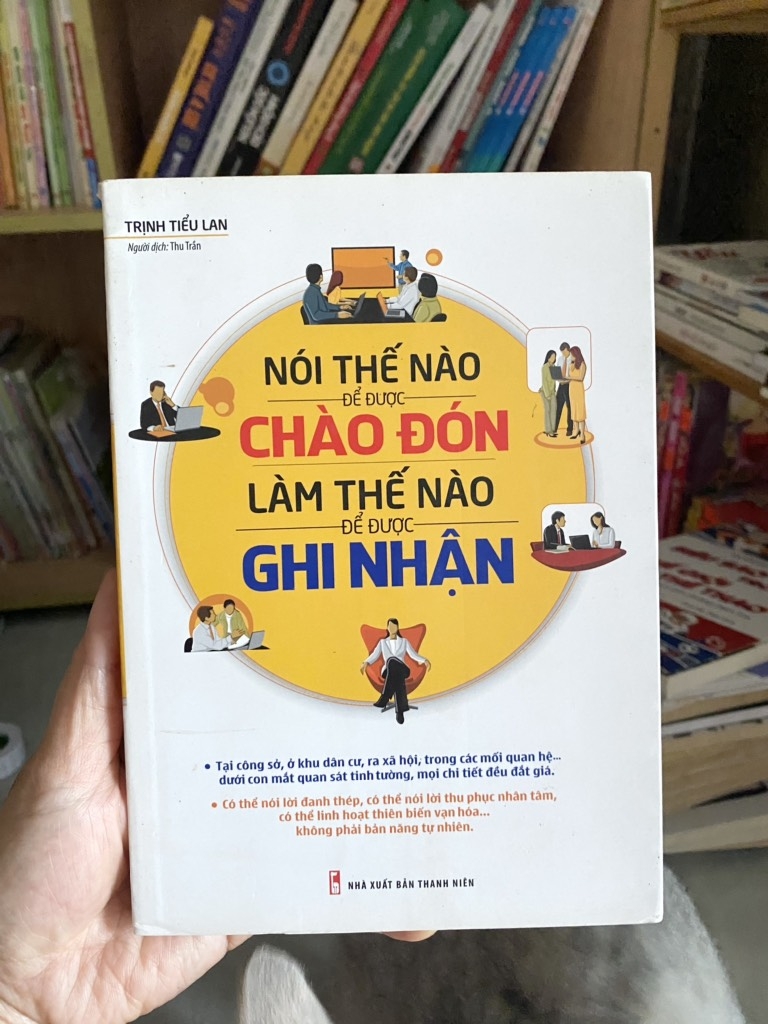 TRỊNH TIỂU LAN
Người dịch: Thu Trần
NÓI THẾ NÀO
ĐỂ ĐƯỢC
CHÀO ĐÓN
LÀM THẾ NÀO
ĐỂ ĐƯỢC
GHI NHẬN
• Tại công sở, ở khu dân cư, ra xã hội, trong các mối quan hệ...
dưới con mắt quan sát tinh tường, mọi chi tiết đều đắt giá.
• Có thể nói lời đanh thép, có thể nói lời thu phục nhân tâm,
có thể linh hoạt thiên biến vạn hóa...
không phải bản năng tự nhiên.
NHÀ XUẤT BẢN THANH NIÊN